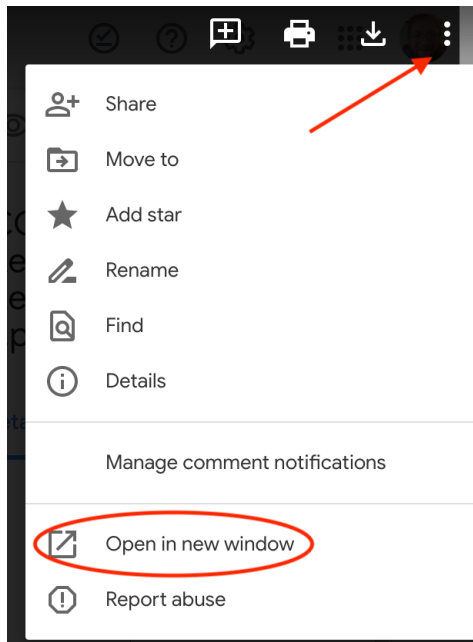 Share
Move to
Add star
Rename
Find
Details
Manage comment notifications
Open in new window
Report abuse